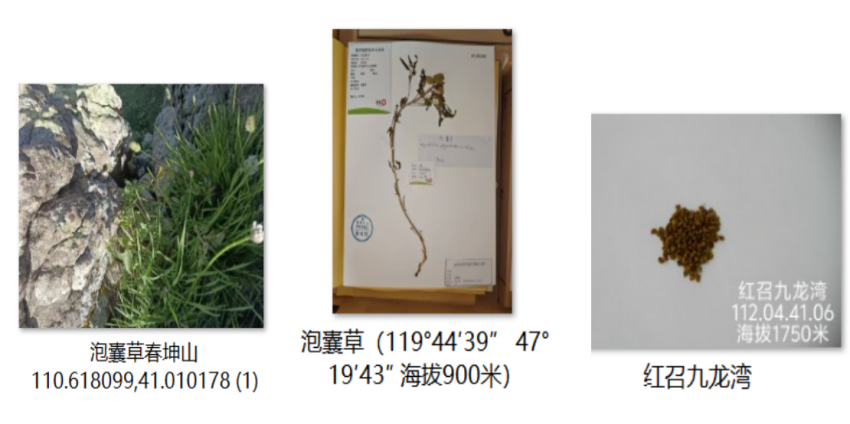 泡囊草春坤山
110.618099,41.010178 (1)
泡囊草（119°44′39″ 47°
19′43″ 海拔900米）
红召九龙湾
112.04.41.06
海拔1750米
红召九龙湾